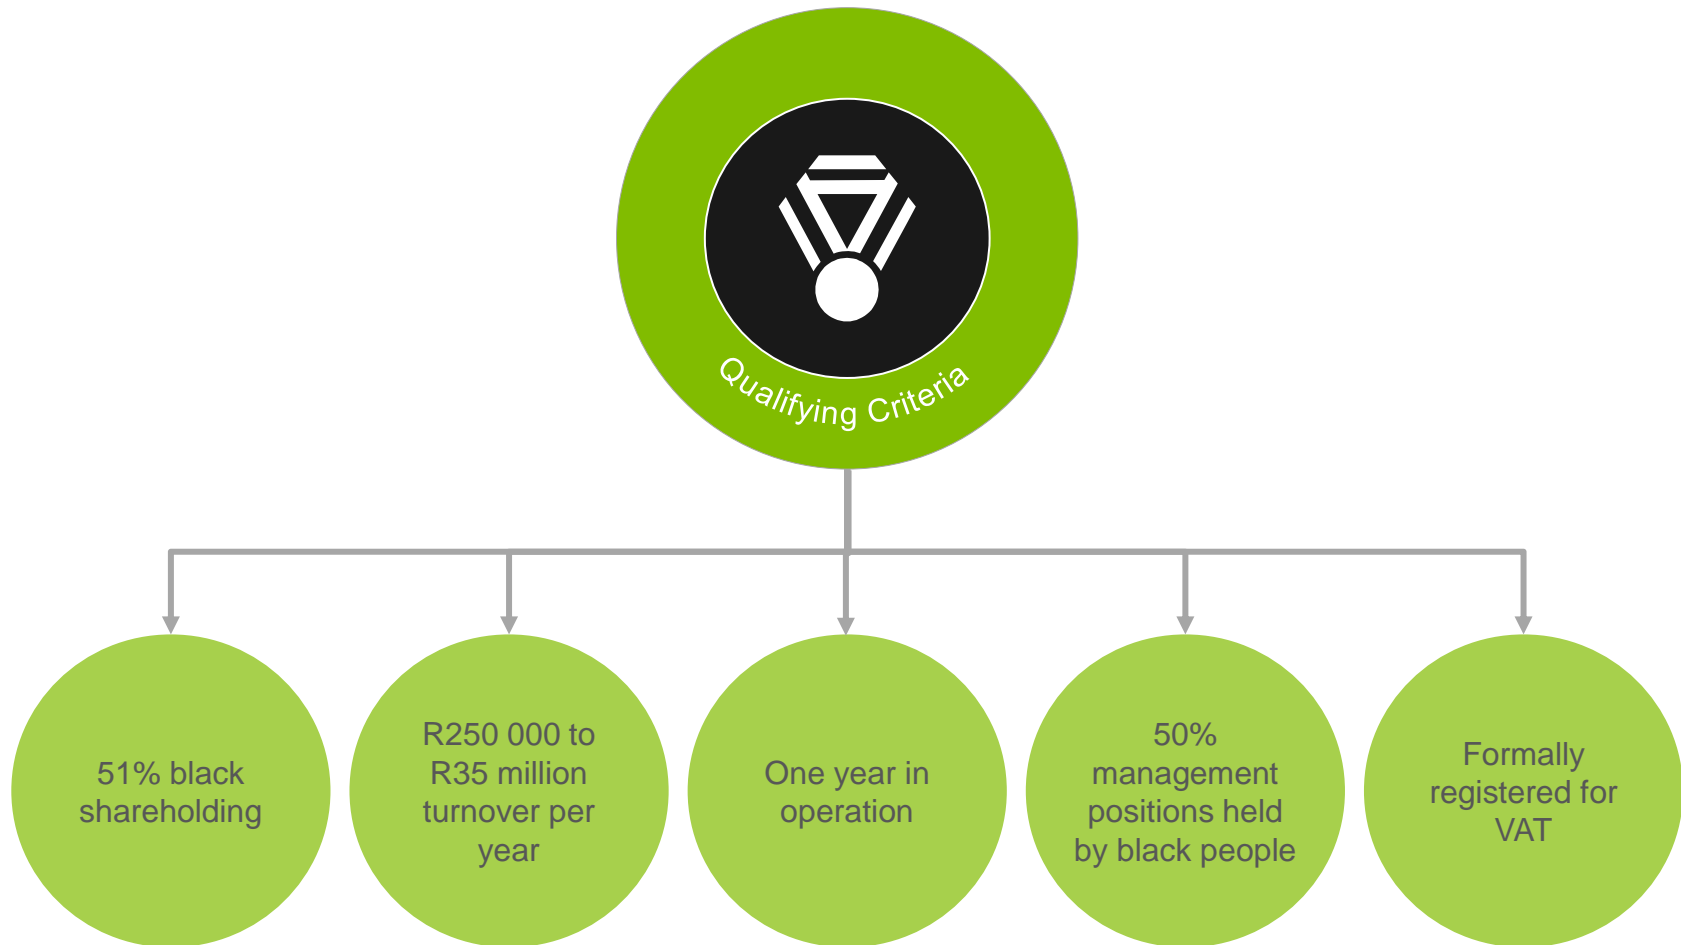 Qualifying Criteria
51% black
shareholding
R250 000 to
R35 million
turnover per
year
One year in
operation
50%
management
positions held
by black people
Formally
registered for
VAT